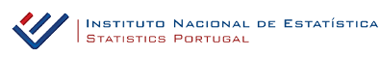 INSTITUTO NACIONAL DE ESTATÍSTICA
STATISTICS PORTUGAL